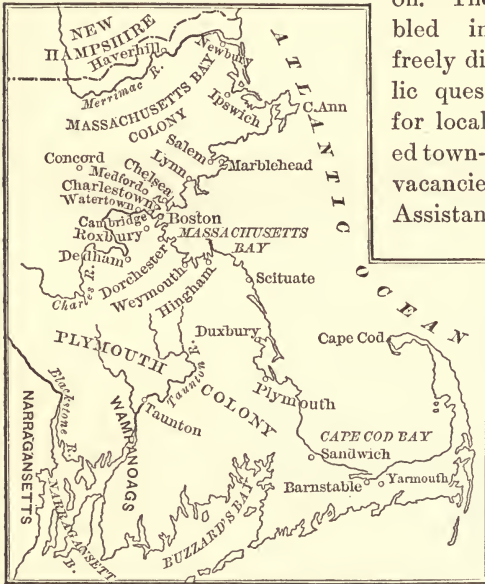 NEW
HAMPSHIRE
Haverhill
Newbury
Merrimac R.
MASSACHUSETTS BAY
COLONY
Ipswich
C.Ann
ATLANTIC OCEAN
Salem
Marblehead
Lynn
Concord
Medford
Chelsea
Charlestown
Watertown
Cambridge
Boston
Roxbury
MASSACHUSETTS
BAY
Dedham
Dorchester
Weymouth
Hingham
Charles R.
Scituate
PLYMOUTH
COLONY
Duxbury
Cape Cod
Taunton R.
Plymouth
Blackstone R.
NARRAGANSETTS
WAMPANOAGS
Taunton
CAPE COD BAY
Sandwich
Barnstable
Yarmouth
NARRAGANSETT
B.
BUZZARD'S BAY
on. The
bled in
freely di
lic ques
for local
ed town-
vacancie
Assistan